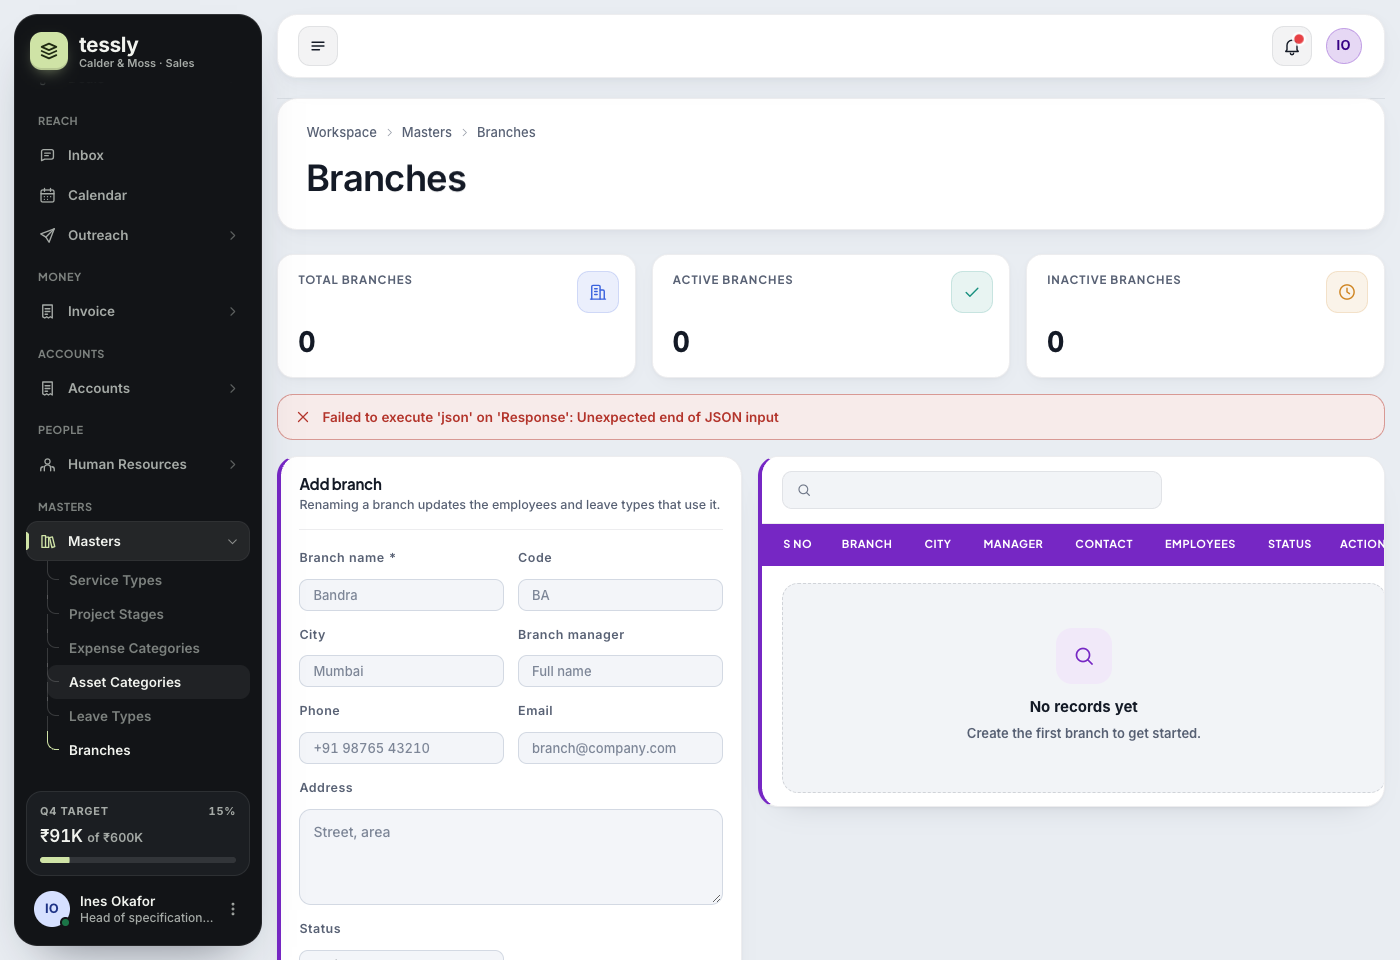 tessly
Calder & Moss · Sales
REACH
Inbox
Calendar
Outreach
MONEY
Invoice
ACCOUNTS
Accounts
PEOPLE
Human Resources
MASTERS
Masters
Service Types
Project Stages
Expense Categories
Asset Categories
Leave Types
Branches
Q4 TARGET 15%
₹91K of ₹600K
IO
Ines Okafor
Head of specification...
IO
Workspace > Masters > Branches
Branches
TOTAL BRANCHES
0
ACTIVE BRANCHES
0
INACTIVE BRANCHES
0
Failed to execute 'json' on 'Response': Unexpected end of JSON input
Add branch
Renaming a branch updates the employees and leave types that use it.
Branch name * Code
Bandra BA
City Branch manager
Mumbai Full name
Phone Email
+91 98765 43210 branch@company.com
Address
Street, area
Status
S NO BRANCH CITY MANAGER CONTACT EMPLOYEES STATUS ACTION
No records yet
Create the first branch to get started.